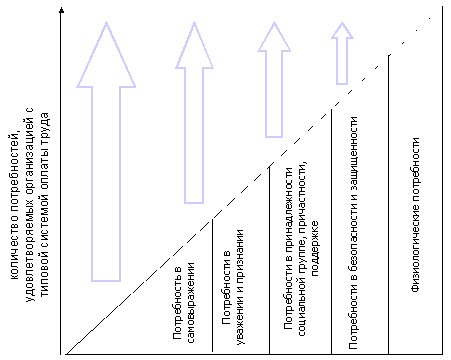 количество потребностей,
удовлетворяемых организацией с
типовой системой оплаты труда
Потребность в
самовыражении
Потребности в
уважении и признании
Потребности в принадлежности
социальной группе, причастности,
поддержке
Потребности в безопасности и защищенности
Физиологические потребности